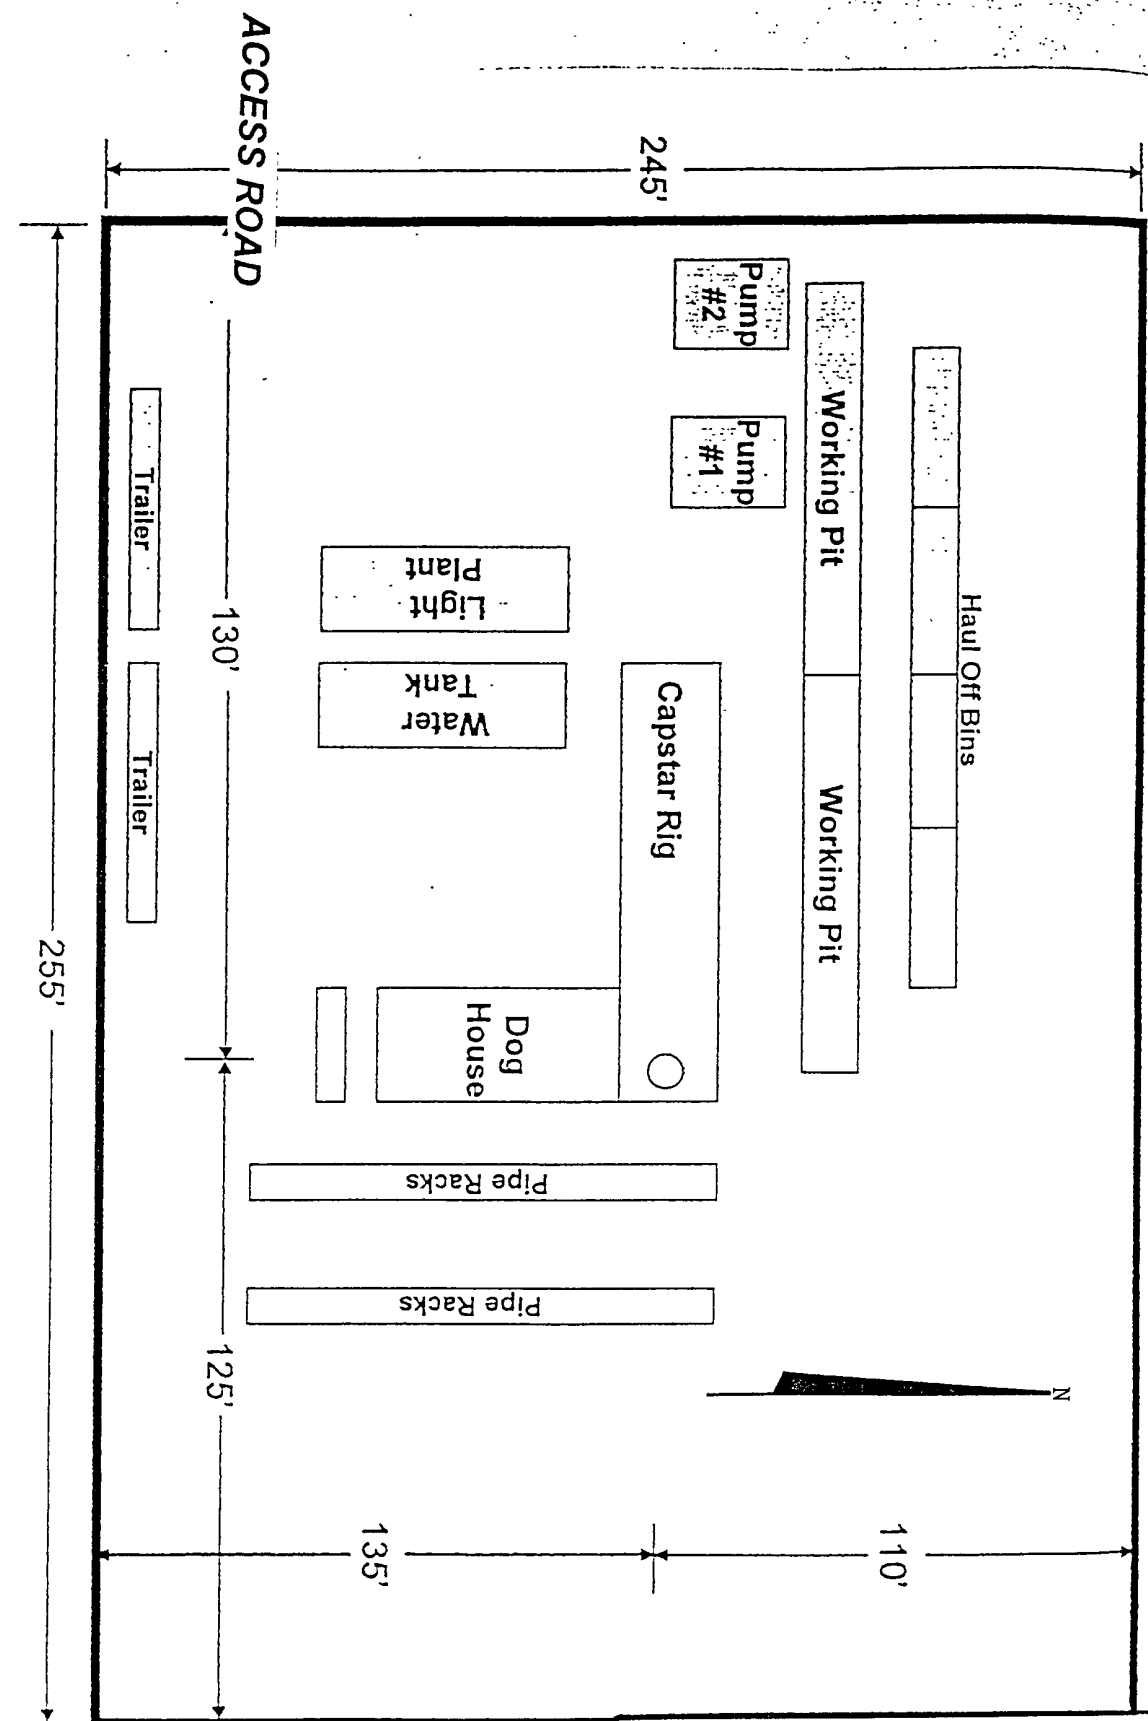 ACCESS ROAD
245'
Pump
#2
Pump
#1
Working Pit
Working Pit
Haul Off Bins
Trailer
Trailer
130'
Light
Plant
Water
Tank
Capstar Rig
Dog
House
255'
Pipe Racks
Pipe Racks
125'
N
135'
110'